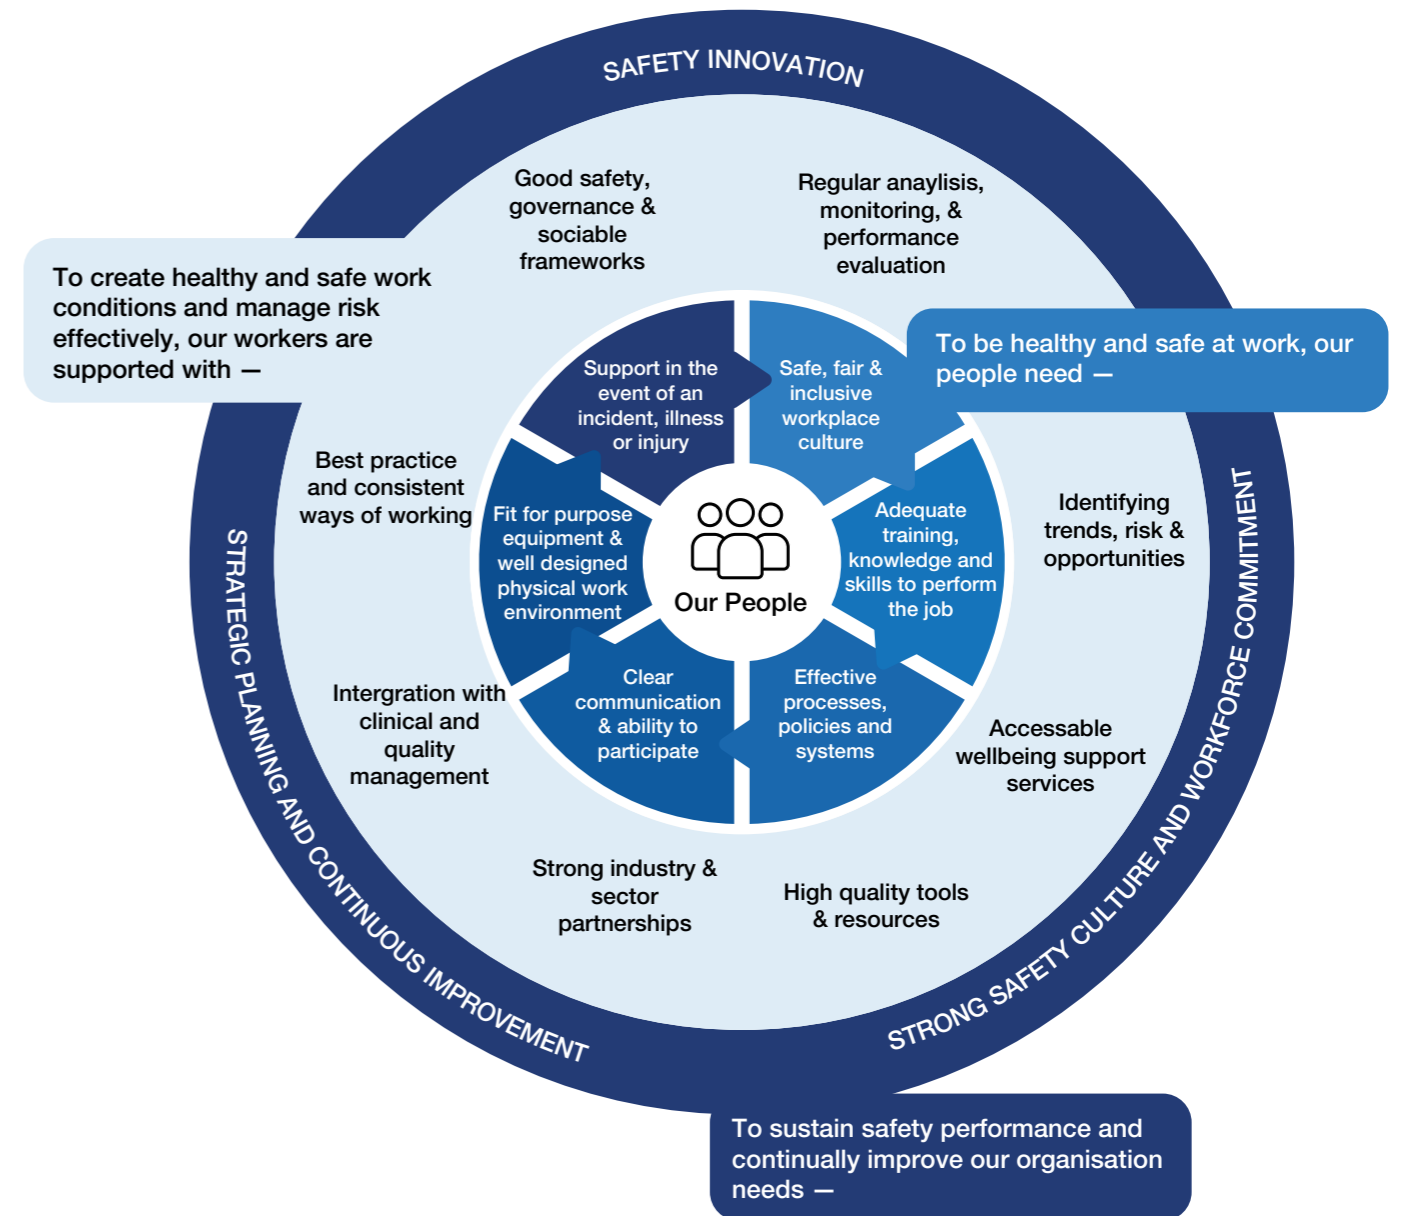 SAFETY INNOVATION
Good safety,
governance &
sociable
frameworks
Regular anaylisis,
monitoring, &
performance
evaluation
To create healthy and safe work
conditions and manage risk
effectively, our workers are
supported with —
To be healthy and safe at work, our
people need —
Support in the
event of an
incident, illness
or injury
Safe, fair &
inclusive
workplace
culture
Best practice
and consistent
ways of working
Fit for purpose
equipment &
well designed
physical work
environment
Our People
Adequate
training,
knowledge and
skills to perform
the job
Identifying
trends, risk &
opportunities
Clear
communication
& ability to
participate
Effective
processes,
policies and
systems
Intergration with
clinical and
quality
management
Accessable
wellbeing support
services
Strong industry &
sector
partnerships
High quality tools
& resources
STRATEGIC PLANNING AND CONTINUOUS IMPROVEMENT
STRONG SAFETY CULTURE AND WORKFORCE COMMITMENT
To sustain safety performance and
continually improve our organisation
needs —